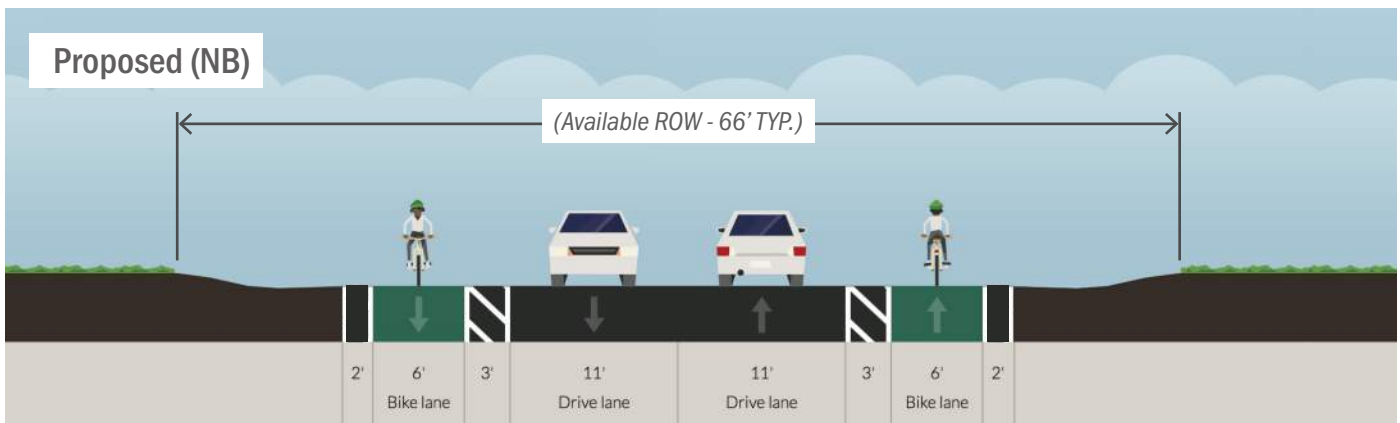 Proposed (NB)
(Available ROW - 66' TYP.)
2' 6' 3' 11' 11' 3' 6' 2'
Bike lane Drive lane Drive lane Bike lane